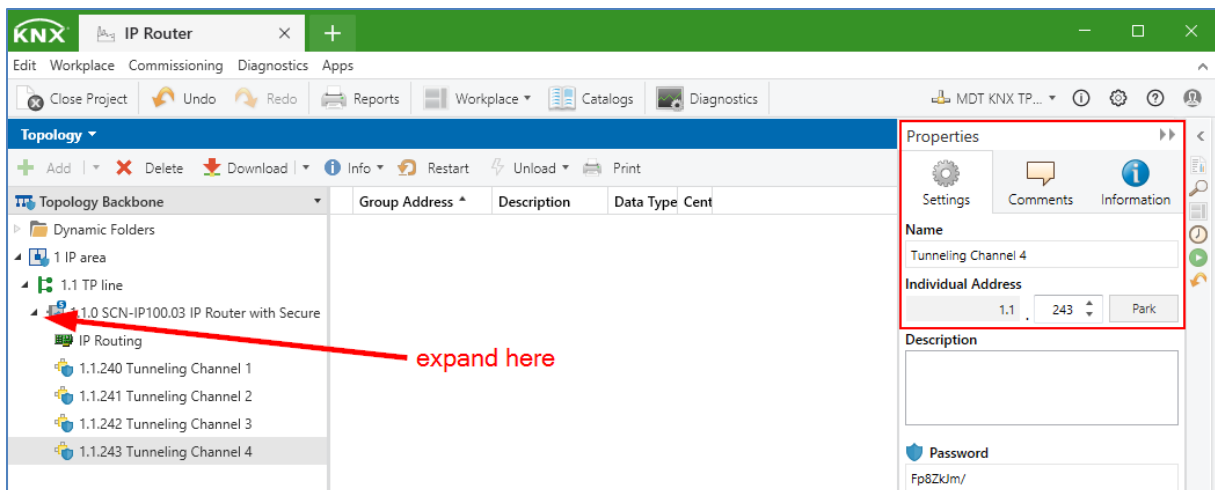 KNX IP Router × +
Edit Workplace Commissioning Diagnostics Apps
Close Project Undo Redo Reports Workplace Catalogs Diagnostics MDT KNX TP...
Topology
Add Delete Download Info Restart Unload Print
Topology Backbone Group Address Description Data Type Cent
Dynamic Folders
1 IP area
1.1 TP line
1.1.0 SCN-IP100.03 IP Router with Secure
IP Routing
1.1.240 Tunneling Channel 1
1.1.241 Tunneling Channel 2
1.1.242 Tunneling Channel 3
1.1.243 Tunneling Channel 4
expand here
Properties
Settings Comments Information
Name
Tunneling Channel 4
Individual Address
1.1 . 243 Park
Description
Password
Fp8ZkJm/